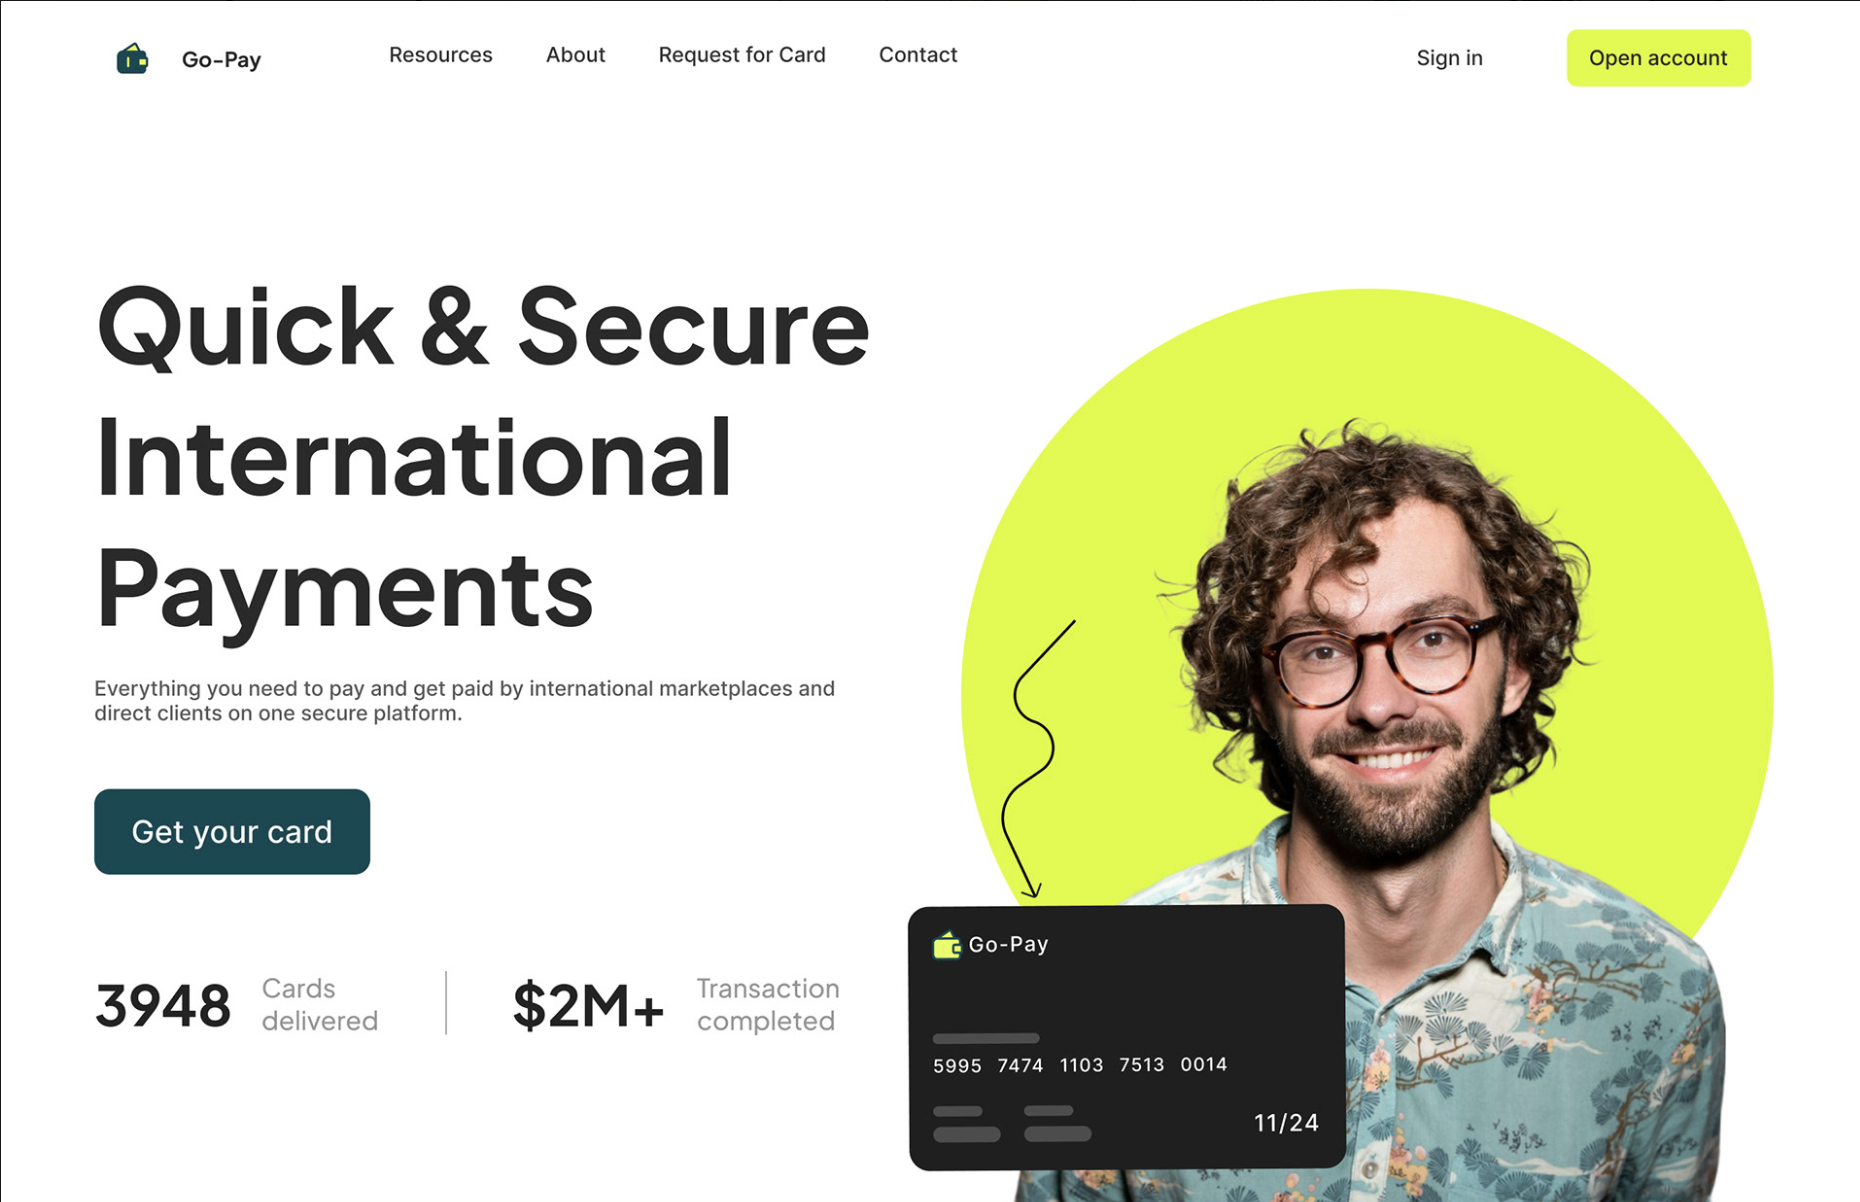 Go-Pay
Resources About Request for Card Contact
Sign in
Open account
Quick & Secure
International
Payments
Everything you need to pay and get paid by international marketplaces and
direct clients on one secure platform.
Get your card
3948
Cards
delivered
$2M+
Transaction
completed
Go-Pay
5995 7474 1103 7513 0014
11/24